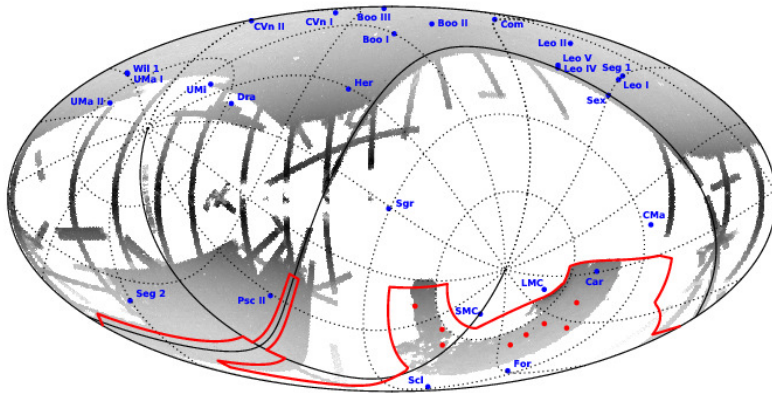 CVn II
CVn I
Boo III
Boo II
Com
Boo I
Leo II
Wil 1
UMa I
Leo V
Leo IV
Seg 1
Leo I
UMi
Her
Sex
UMa II
Dra
Sgr
CMa
Seg 2
Psc II
LMC
Car
SMC
For
Scl